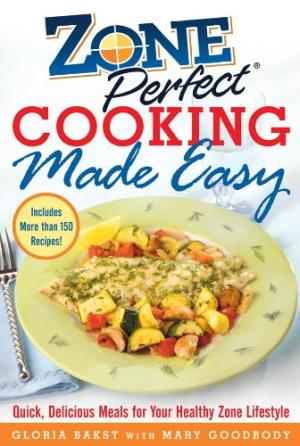 ZONE
Perfect®
COOKING
Made Easy
Includes
More than 150
Recipes!
Quick, Delicious Meals for Your Healthy Zone Lifestyle
GLORIA BAKST WITH MARY GOODBODY